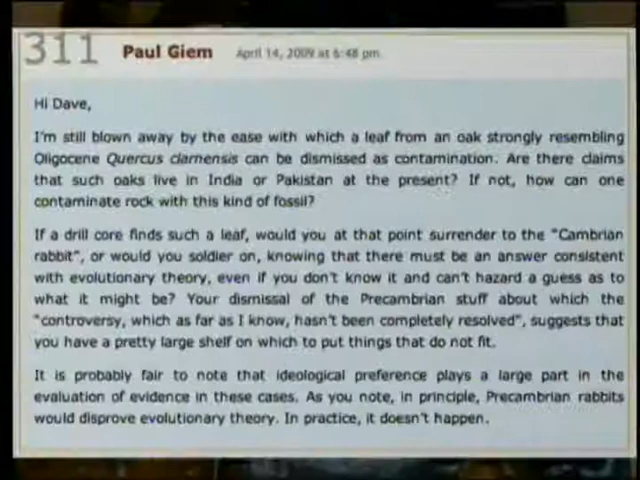 311 Paul Giem April 14, 2009 at 6:48 pm
Hi Dave,
I'm still blown away by the ease with which a leaf from an oak strongly resembling
Oligocene Quercus clarnensis can be dismissed as contamination. Are there claims
that such oaks live in India or Pakistan at the present? If not, how can one
contaminate rock with this kind of fossil?
If a drill core finds such a leaf, would you at that point surrender to the "Cambrian
rabbit", or would you soldier on, knowing that there must be an answer consistent
with evolutionary theory, even if you don't know it and can't hazard a guess as to
what it might be? Your dismissal of the Precambrian stuff about which the
"controversy, which as far as I know, hasn't been completely resolved", suggests that
you have a pretty large shelf on which to put things that do not fit.
It is probably fair to note that ideological preference plays a large part in the
evaluation of evidence in these cases. As you note, in principle, Precambrian rabbits
would disprove evolutionary theory. In practice, it doesn't happen.